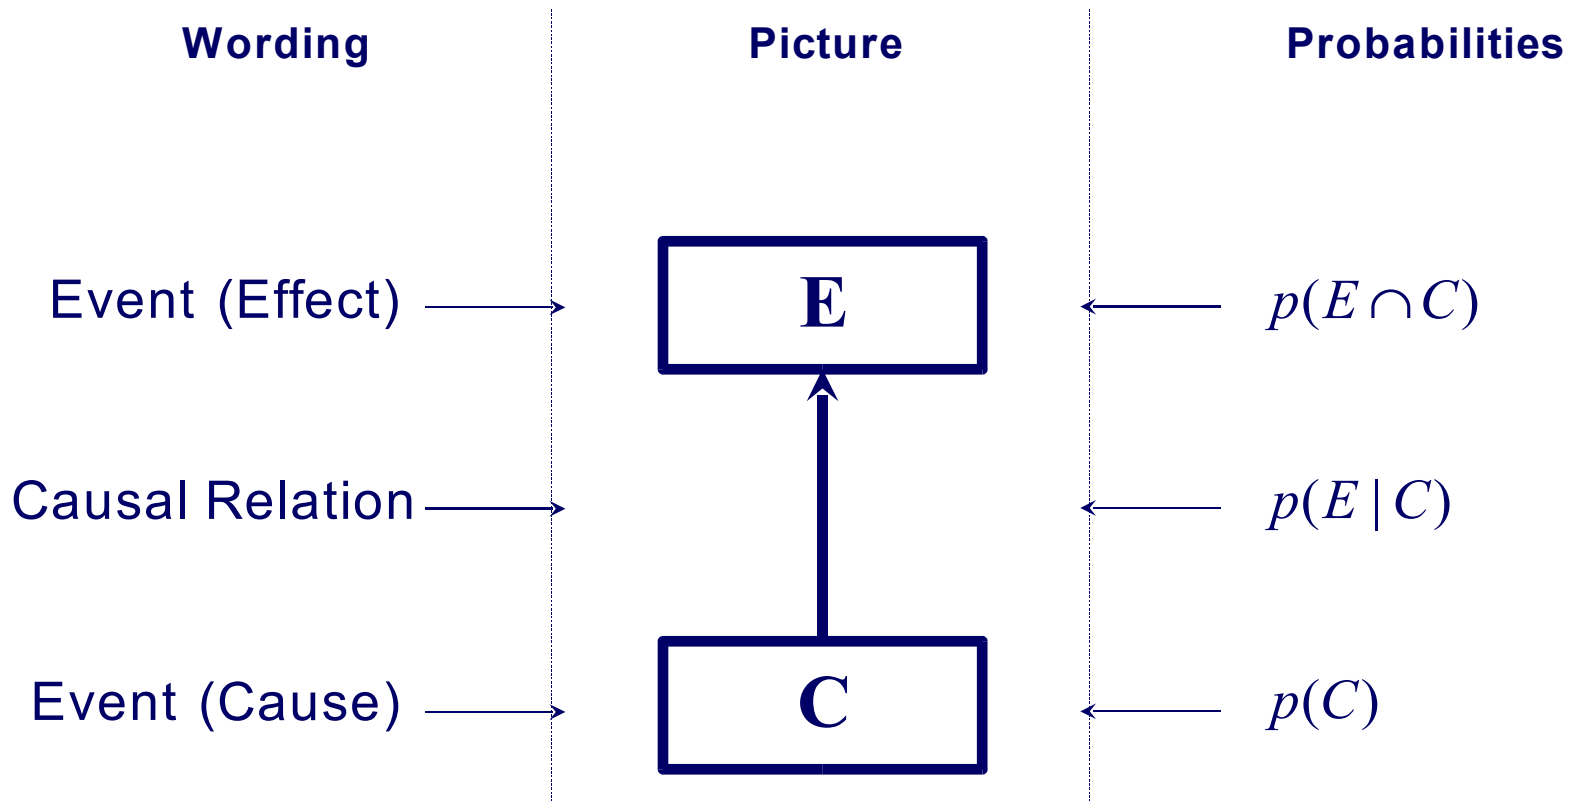 Wording Picture Probabilities
Event (Effect) E p(E ∩ C)
Causal Relation p(E | C)
Event (Cause) C p(C)